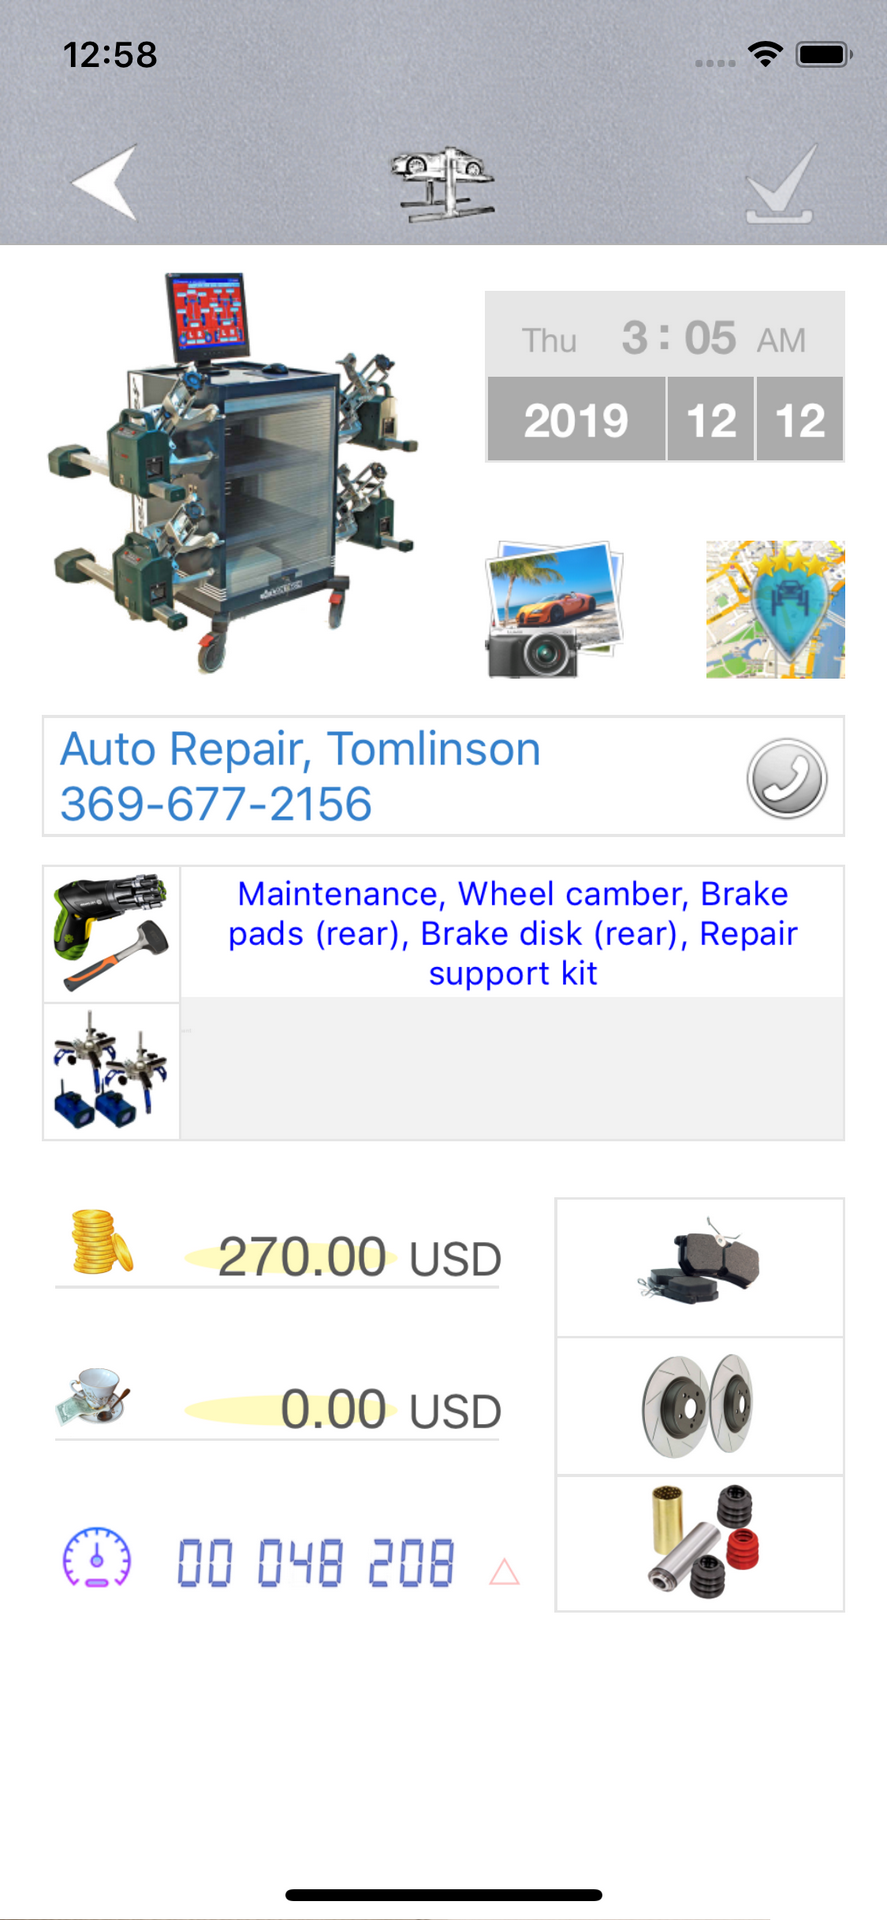 12:58
Thu 3:05 AM
2019 12 12
Auto Repair, Tomlinson
369-677-2156
Maintenance, Wheel camber, Brake
pads (rear), Brake disk (rear), Repair
support kit
270.00 USD
0.00 USD
00 048 208